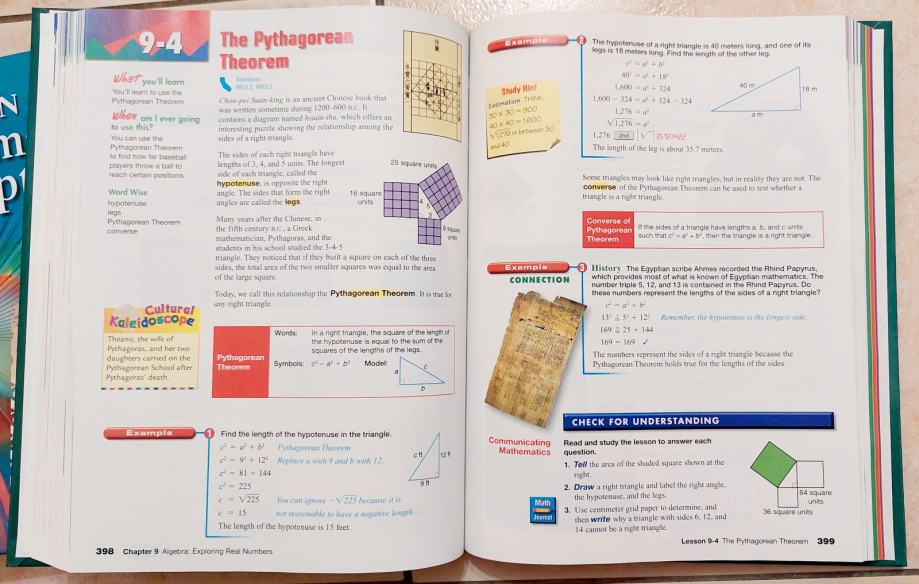 9-4
The Pythagorean
Theorem
What you'll learn
You'll learn to use the
Pythagorean Theorem.
When am I ever going
to use this?
You can use the
Pythagorean Theorem
to find how far baseball
players throw a ball to
reach certain positions.
Word Wise
hypotenuse
legs
Pythagorean Theorem
converse
Standards
MR3.3
Chou-pei Suan-king is an ancient Chinese book that
was written sometime during 1200–600 B.C. It
contains a diagram named hsuan-thu, which offers an
interesting puzzle showing the relationship among the
sides of a right triangle.
The sides of each right triangle have
lengths of 3, 4, and 5 units. The longest
side of each triangle, called the
hypotenuse, is opposite the right
angle. The sides that form the right
angles are called the legs.
25 square units
16 square
units
9 square
units
5
4
3
Many years after the Chinese, in
the fifth century B.C., a Greek
mathematician, Pythagoras, and the
students in his school studied the 3-4-5
triangle. They noticed that if they built a square on each of the three
sides, the total area of the two smaller squares was equal to the area
of the large square.
Today, we call this relationship the Pythagorean Theorem. It is true for
any right triangle.
Cultural
Kaleidoscope
Theano, the wife of
Pythagoras, and her two
daughters carried on the
Pythagorean School after
Pythagoras' death.
Pythagorean
Theorem
Words: In a right triangle, the square of the length of
the hypotenuse is equal to the sum of the
squares of the lengths of the legs.
Symbols: c² = a² + b² Model:
a
c
b
Example 1 Find the length of the hypotenuse in the triangle.
c² = a² + b² Pythagorean Theorem
c² = 9² + 12² Replace a with 9 and b with 12.
c² = 81 + 144
c² = 225
c = √225 You can ignore −√225 because it is
c = 15 not reasonable to have a negative length.
The length of the hypotenuse is 15 feet.
c ft
12 ft
9 ft
398 Chapter 9 Algebra: Exploring Real Numbers
Example 2 The hypotenuse of a right triangle is 40 meters long, and one of its
legs is 18 meters long. Find the length of the other leg.
c² = a² + b²
40² = a² + 18²
1,600 = a² + 324
1,600 − 324 = a² + 324 − 324
1,276 = a²
√1,276 = a
1,276 2nd √
The length of the leg is about 35.7 meters.
40 m
18 m
a m
Study Hint
Estimation THINK:
30 X 30 = 900
40 X 40 = 1,600
√1,276 is between 30
and 40
Some triangles may look like right triangles, but in reality they are not. The
converse of the Pythagorean Theorem can be used to test whether a
triangle is a right triangle.
Converse of
Pythagorean
Theorem
If the sides of a triangle have lengths a, b, and c units
such that c² = a² + b², then the triangle is a right triangle.
Example 3
CONNECTION
History The Egyptian scribe Ahmes recorded the Rhind Papyrus,
which provides most of what is known of Egyptian mathematics. The
number triple 5, 12, and 13 is contained in the Rhind Papyrus. Do
these numbers represent the lengths of the sides of a right triangle?
c² = a² + b²
13² ≟ 5² + 12² Remember, the hypotenuse is the longest side.
169 ≟ 25 + 144
169 = 169 ✓
The numbers represent the sides of a right triangle because the
Pythagorean Theorem holds true for the lengths of the sides.
CHECK FOR UNDERSTANDING
Communicating
Mathematics
Read and study the lesson to answer each
question.
1. Tell the area of the shaded square shown at the
right.
2. Draw a right triangle and label the right angle,
the hypotenuse, and the legs.
3. Use centimeter grid paper to determine, and
then write why a triangle with sides 6, 12, and
14 cannot be a right triangle.
Math
Journal
64 square
units
36 square units
Lesson 9-4 The Pythagorean Theorem 399